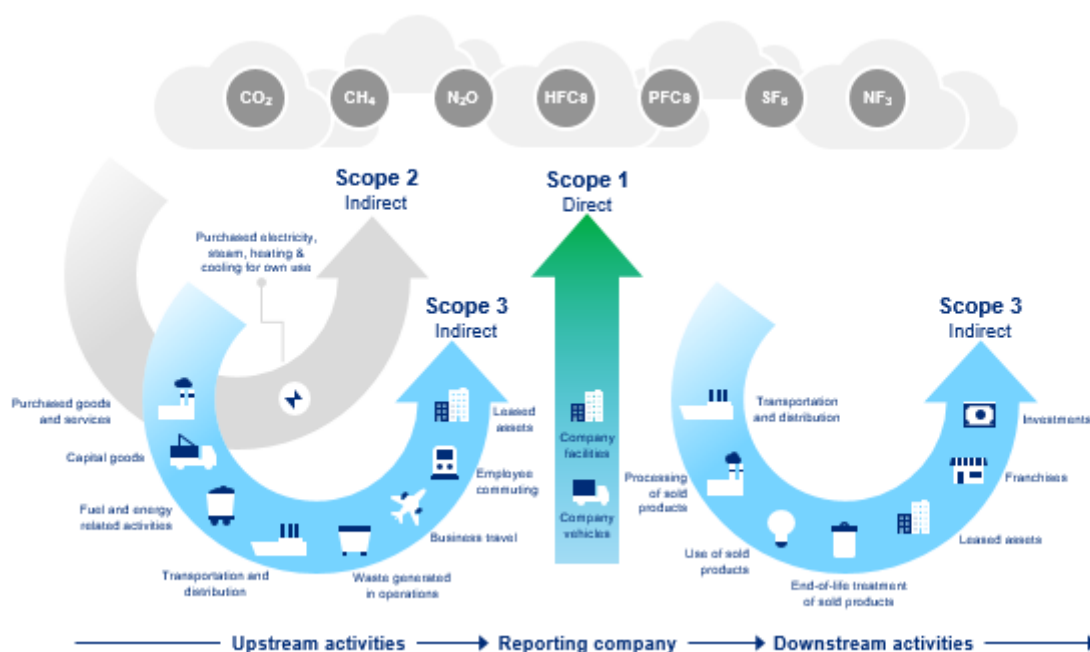 CO₂
CH₄
N₂O
HFC8
PFC8
SF₆
NF₃
Scope 2
Indirect
Purchased electricity,
steam, heating &
cooling for own use
Scope 3
Indirect
Purchased goods
and services
Capital goods
Fuel and energy
related activities
Transportation and
distribution
Waste generated
in operations
Business travel
Employee
commuting
Leased
assets
Scope 1
Direct
Company
facilities
Company
vehicles
Scope 3
Indirect
Transportation
and distribution
Processing
of sold
products
Use of sold
products
End-of-life treatment
of sold products
Leased assets
Franchises
Investments
Upstream activities
Reporting company
Downstream activities